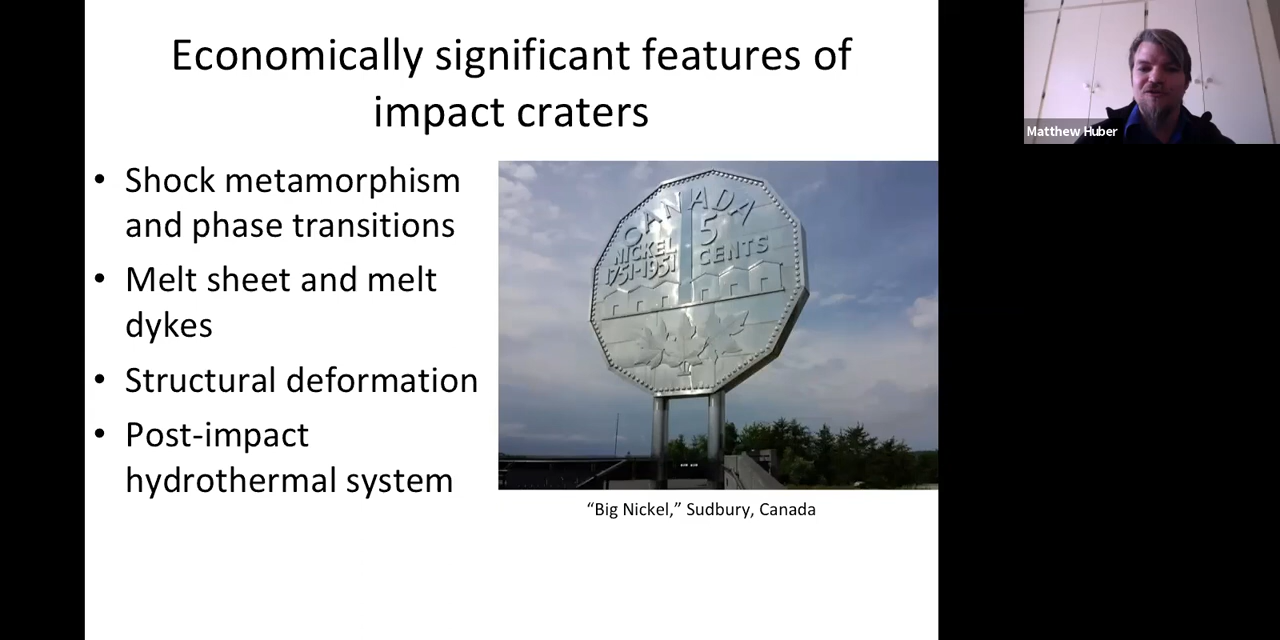 Economically significant features of
impact craters
• Shock metamorphism
and phase transitions
• Melt sheet and melt
dykes
• Structural deformation
• Post-impact
hydrothermal system
CANADA
NICKEL
1751-1951
5
CENTS
“Big Nickel,” Sudbury, Canada
Matthew Huber